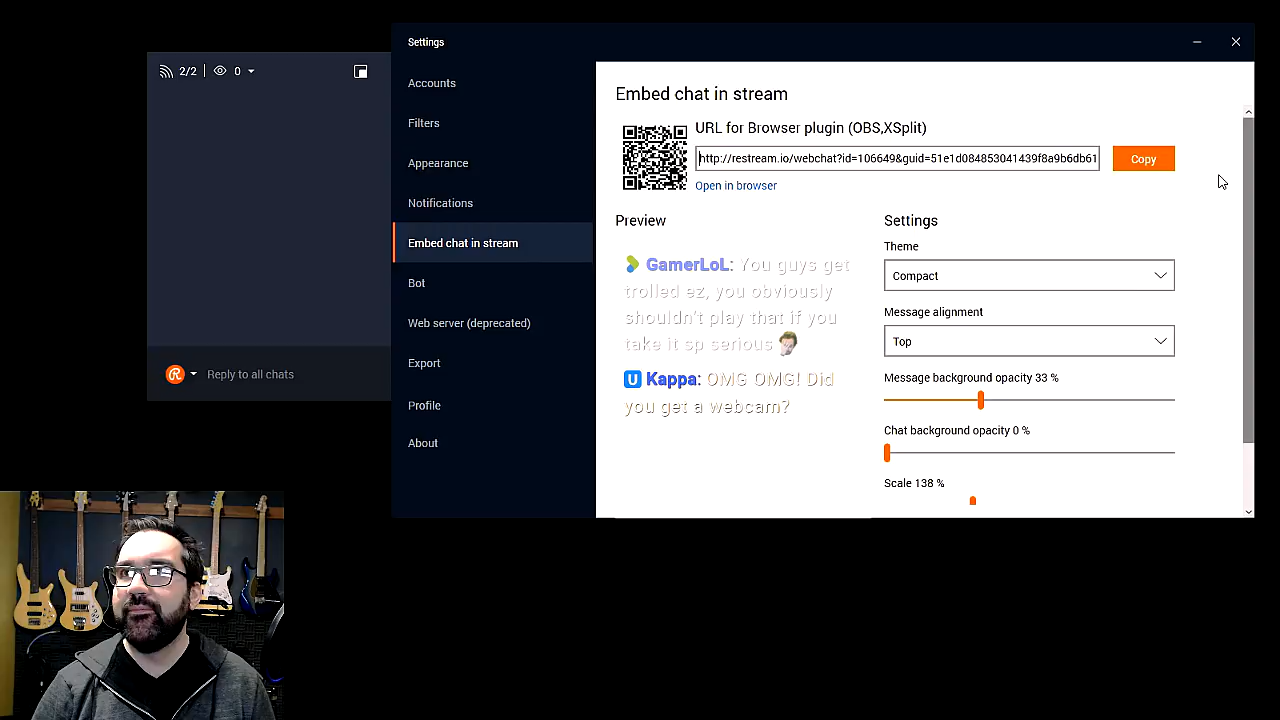 Settings
2/2 | 0
Accounts
Filters
Appearance
Notifications
Embed chat in stream
Bot
Web server (deprecated)
Export
Profile
About
Reply to all chats
Embed chat in stream
URL for Browser plugin (OBS,XSplit)
http://restream.io/webchat?id=106649&guid=51e1d084853041439f8a9b6db61
Copy
Open in browser
Preview
GamerLoL: You guys get
trolled ez, you obviously
shouldn't play that if you
take it sp serious
Kappa: OMG OMG! Did
you get a webcam?
Settings
Theme
Compact
Message alignment
Top
Message background opacity 33 %
Chat background opacity 0 %
Scale 138 %